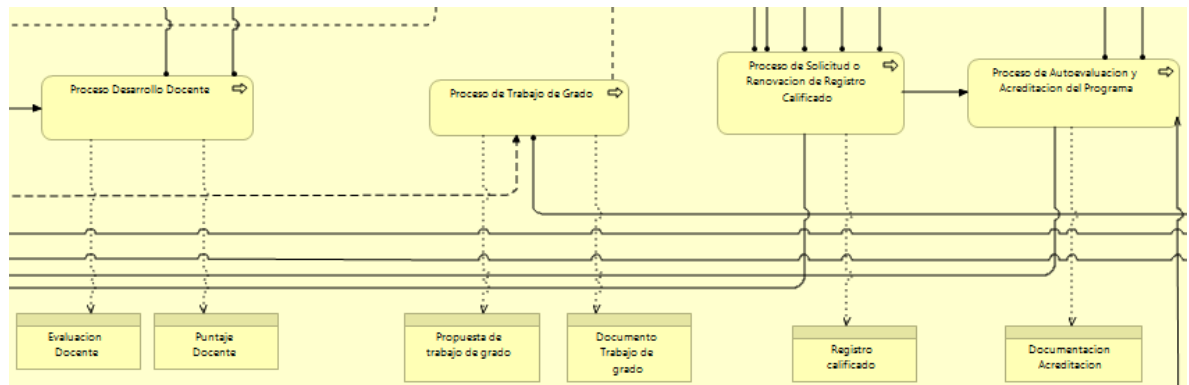 Proceso Desarrollo Docente
Proceso de Trabajo de Grado
Proceso de Solicitud o
Renovacion de Registro
Calificado
Proceso de Autoevaluacion y
Acreditacion del Programa
Evaluacion
Docente
Puntaje
Docente
Propuesta de
trabajo de grado
Documento
Trabajo de
grado
Registro
calificado
Documentacion
Acreditacion